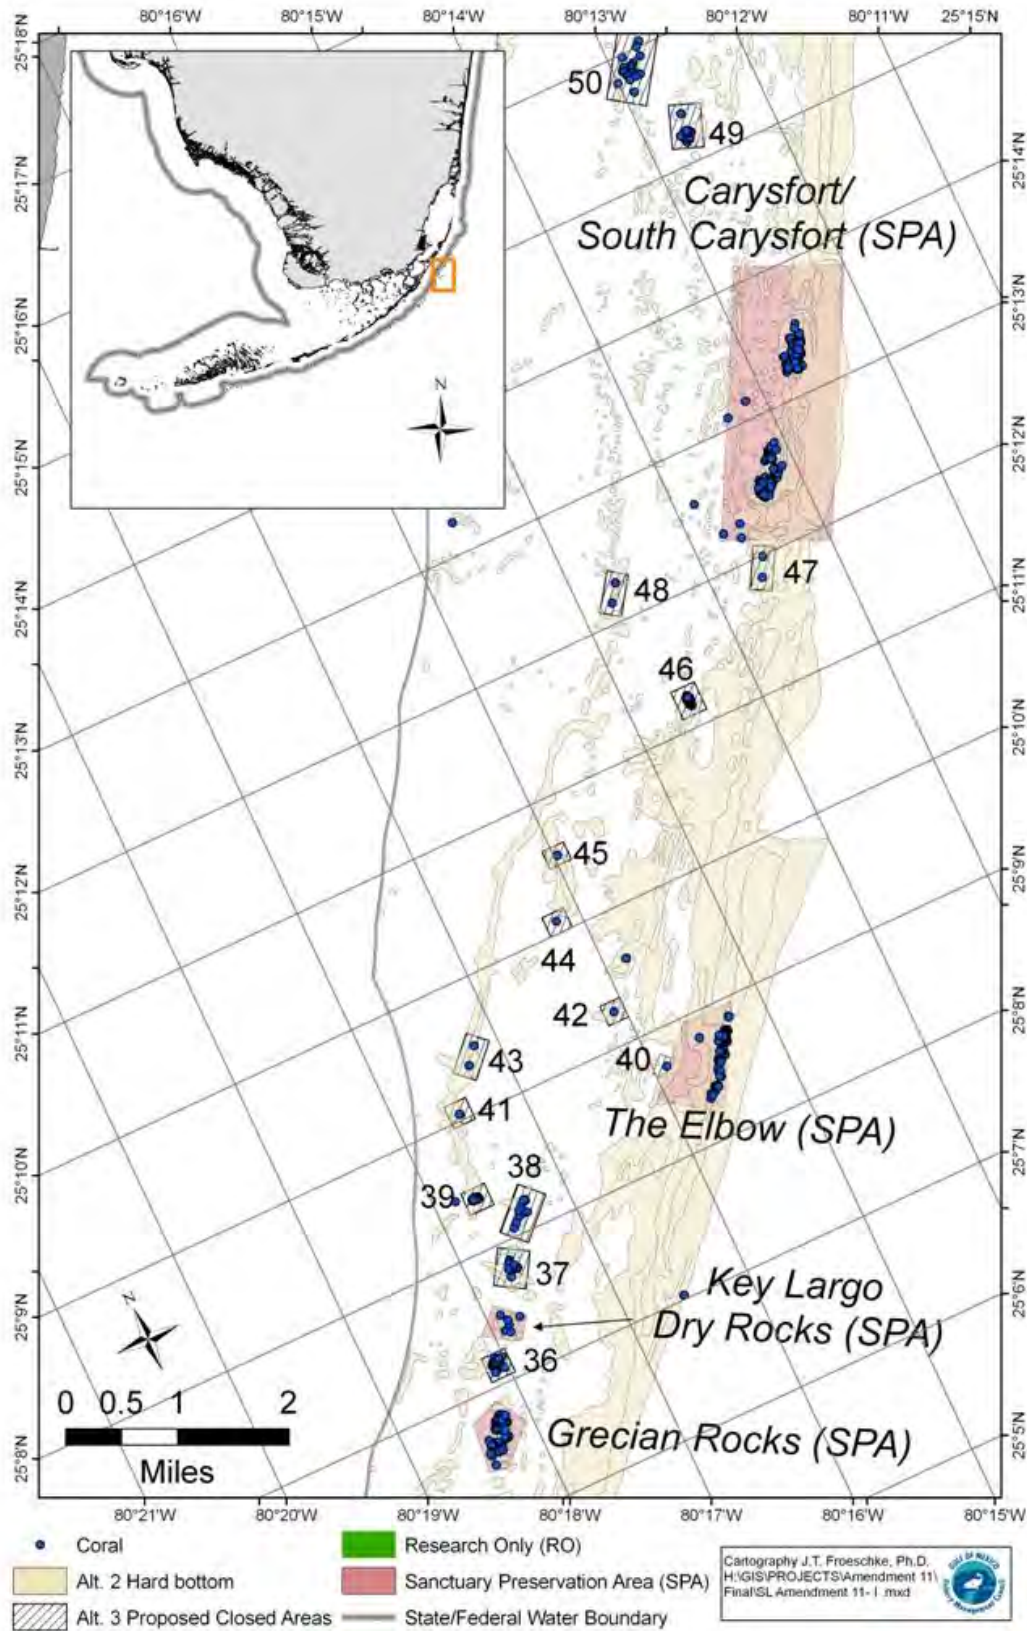 80°16'W
80°15'W
80°14'W
80°13'W
80°12'W
80°11'W
25°15'N
25°18'N
25°17'N
25°16'N
25°15'N
25°14'N
25°13'N
25°12'N
25°11'N
25°10'N
25°9'N
25°8'N
25°14'N
25°13'N
25°12'N
25°11'N
25°10'N
25°9'N
25°8'N
25°7'N
25°6'N
25°5'N
N
50
49
Carysfort/
South Carysfort (SPA)
47
48
46
45
44
42
43
40
41
The Elbow (SPA)
38
39
37
Key Largo
Dry Rocks (SPA)
36
Grecian Rocks (SPA)
N
0 0.5 1 2
Miles
80°21'W
80°20'W
80°19'W
80°18'W
80°17'W
80°16'W
80°15'W
Coral
Alt. 2 Hard bottom
Alt. 3 Proposed Closed Areas
Research Only (RO)
Sanctuary Preservation Area (SPA)
State/Federal Water Boundary
Cartography J.T. Froeschke, Ph.D.
H:\GIS\PROJECTS\Amendment 11\
Final\SL Amendment 11- I .mxd
GULF OF MEXICO
Fishery Management Council